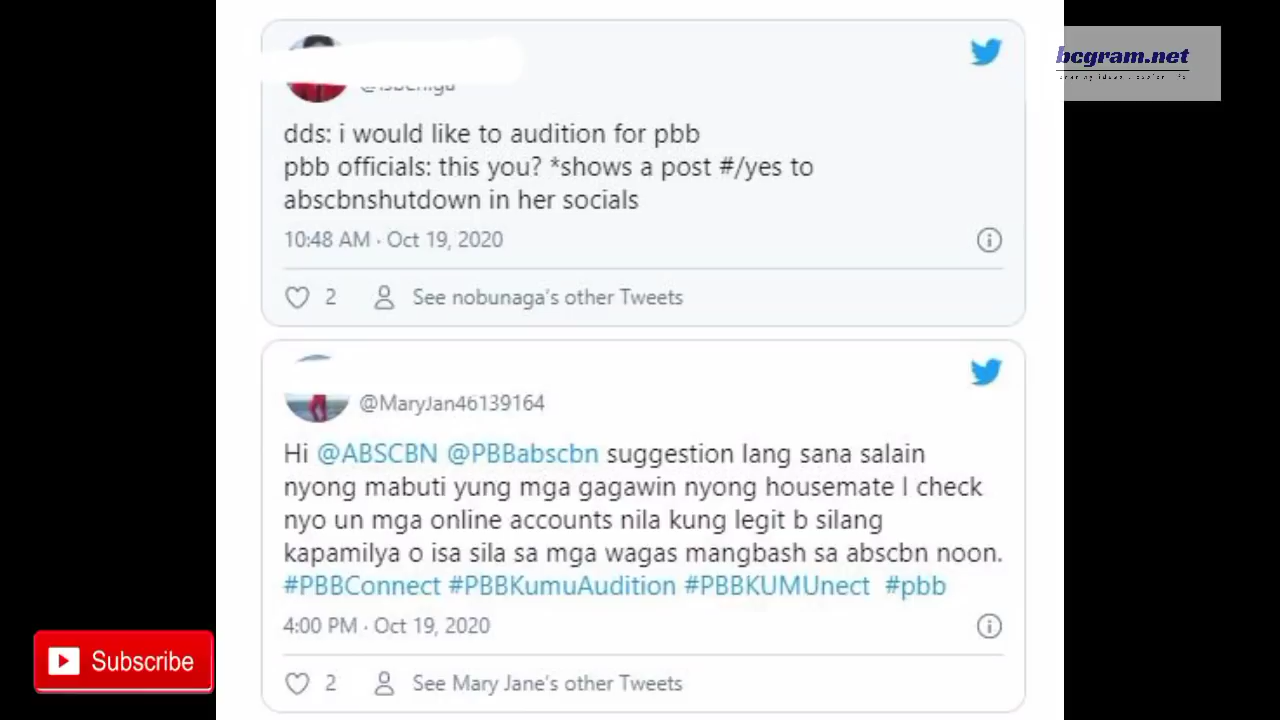 bcgram.net
dds: i would like to audition for pbb
pbb officials: this you? *shows a post #/yes to
abscbnshutdown in her socials
10:48 AM · Oct 19, 2020
2 See nobunaga's other Tweets
@MaryJan46139164
Hi @ABSCBN @PBBabscbn suggestion lang sana salain
nyong mabuti yung mga gagawin nyong housemate I check
nyo un mga online accounts nila kung legit b silang
kapamilya o isa sila sa mga wagas mangbash sa abscbn noon.
#PBBConnect #PBBKumuAudition #PBBKUMUnect #pbb
4:00 PM · Oct 19, 2020
2 See Mary Jane's other Tweets
Subscribe